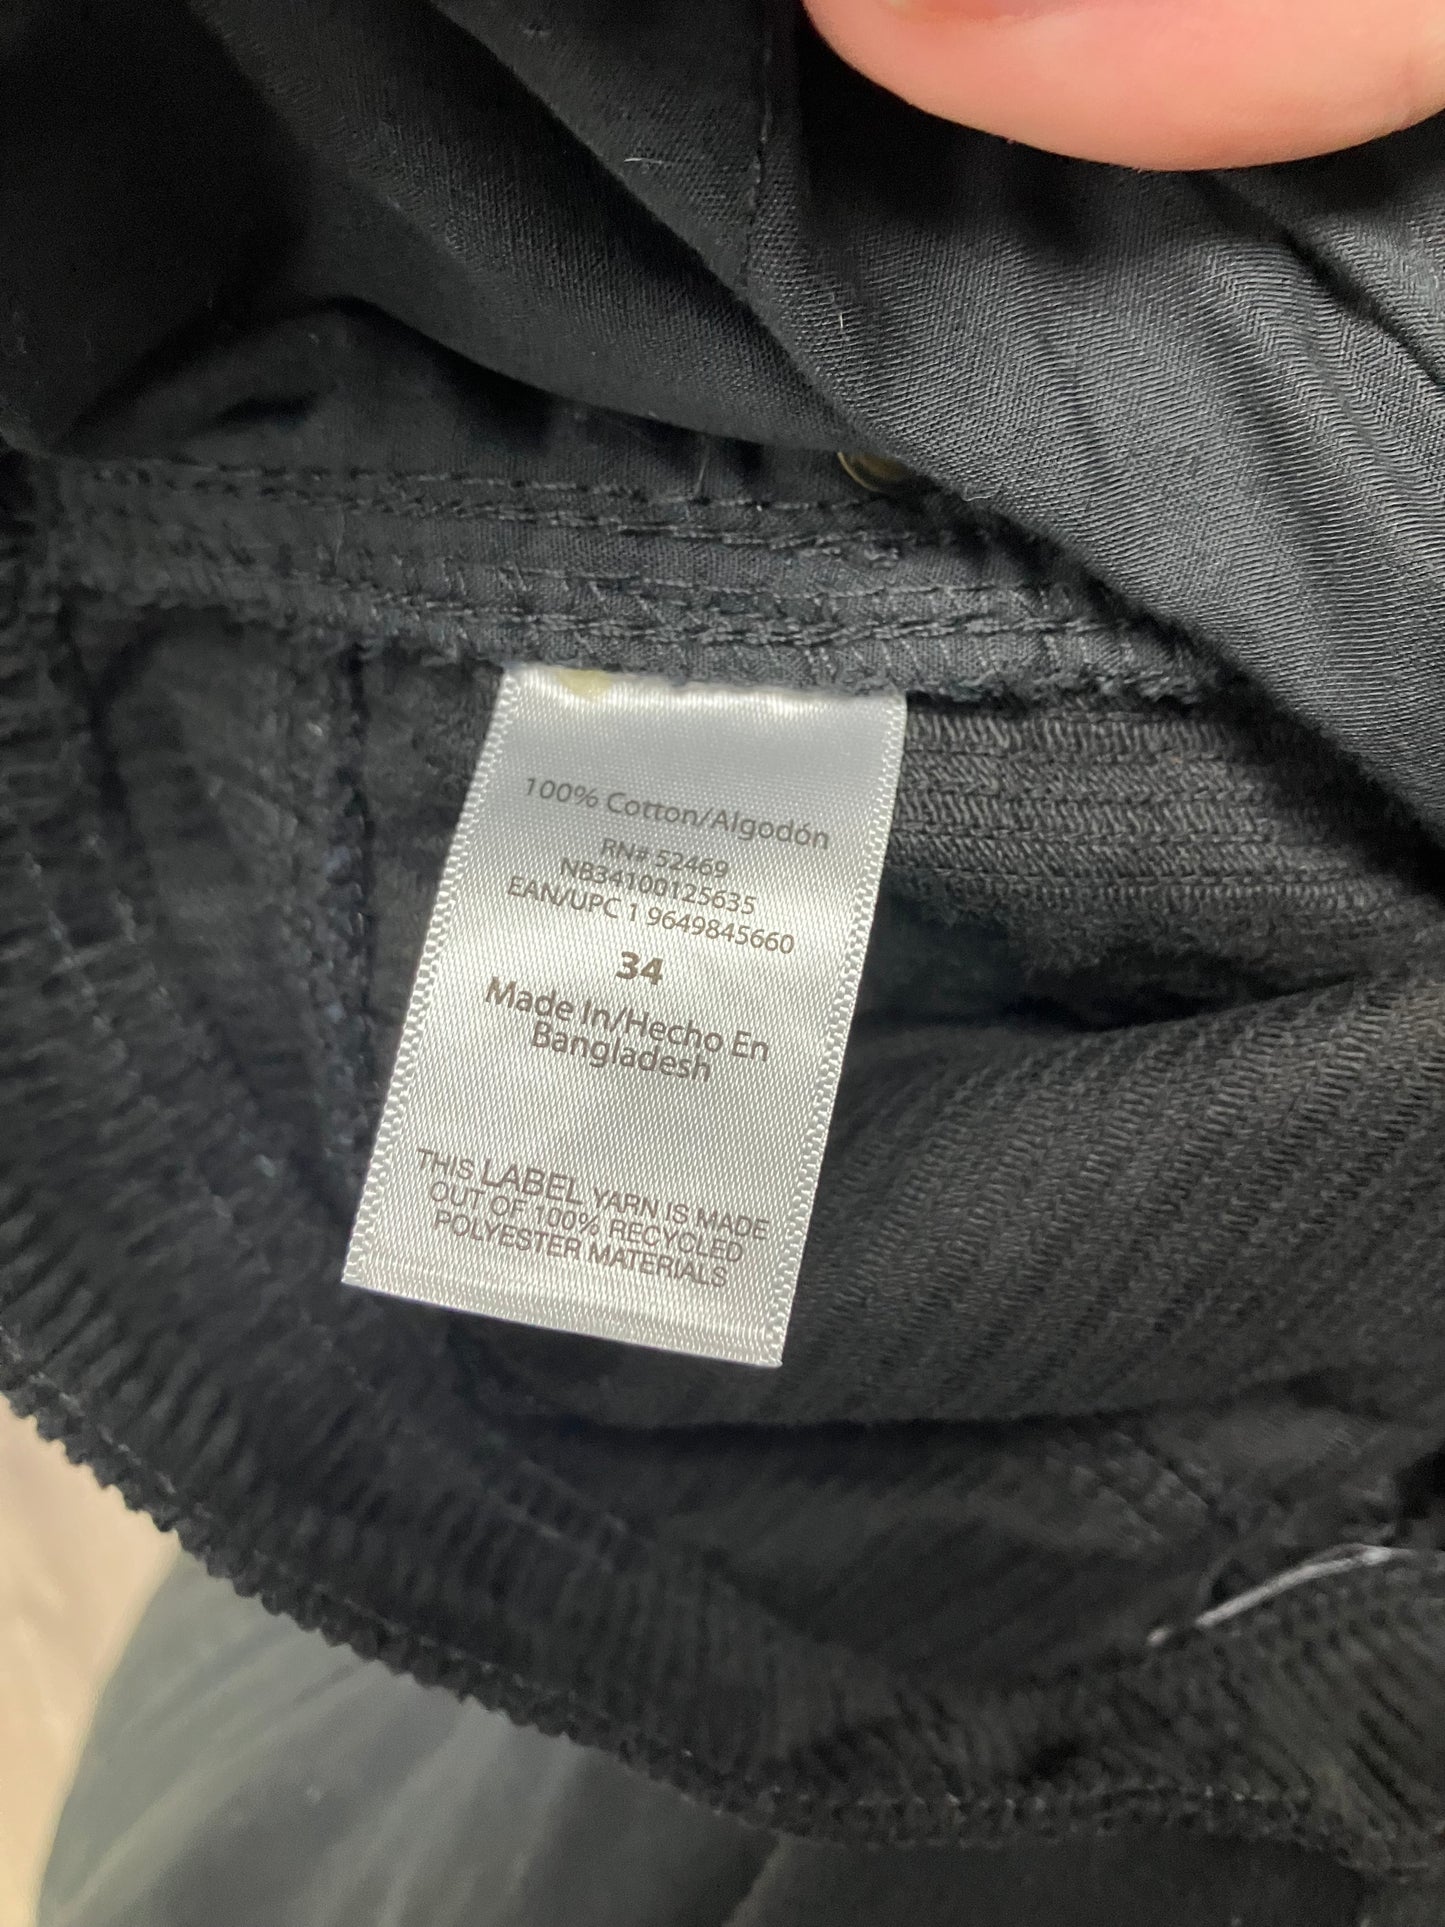 100% Cotton/Algodón
RN# 52469
NB34100125635
EAN/UPC 1 9649845660
34
Made In/Hecho En
Bangladesh
THIS LABEL YARN IS MADE
OUT OF 100% RECYCLED
POLYESTER MATERIALS